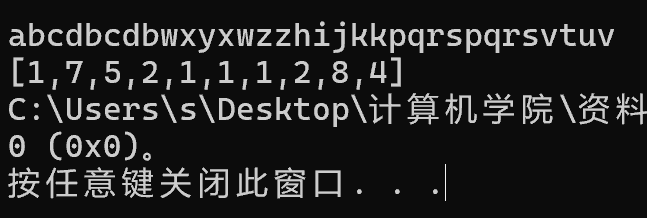 abcdbcdbwxyxwzzhijkkpqrspqrsvtuv
[1,7,5,2,1,1,1,2,8,4]
C:\Users\s\Desktop\计算机学院\资料
0 (0x0)。
按任意键关闭此窗口. . .